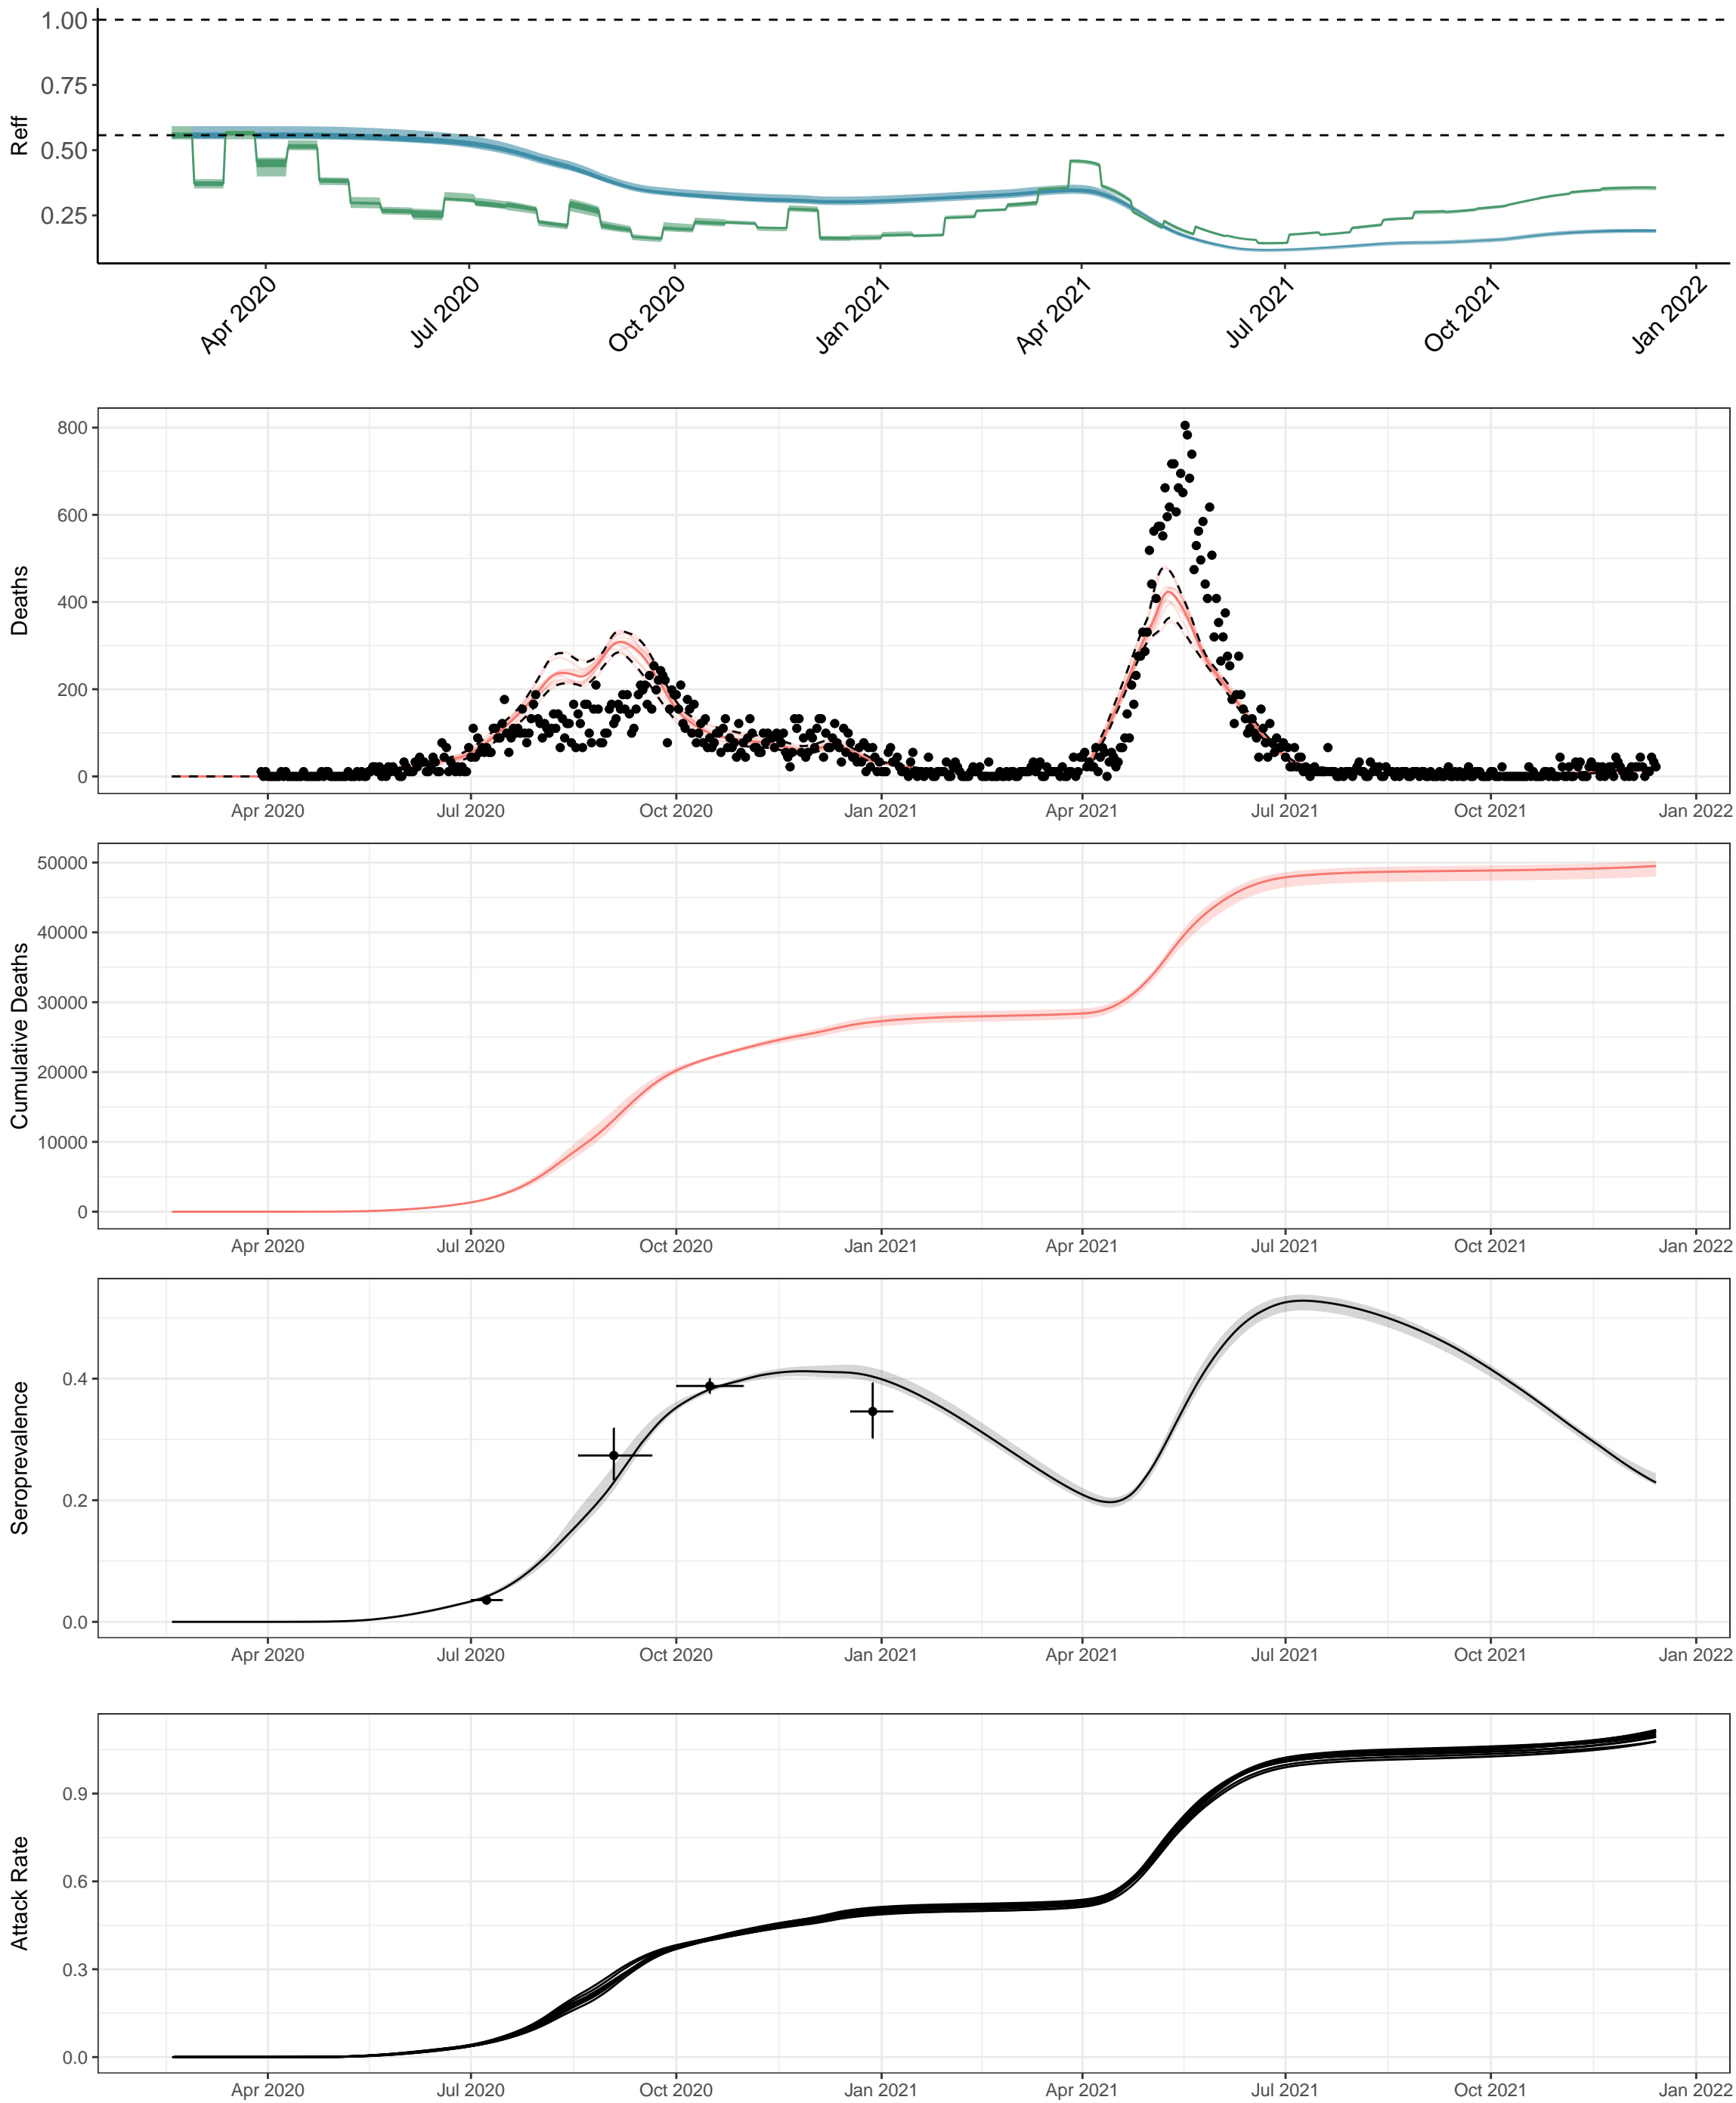 Reff
1.00
0.75
0.50
0.25
Apr 2020
Jul 2020
Oct 2020
Jan 2021
Apr 2021
Jul 2021
Oct 2021
Jan 2022
Deaths
800
600
400
200
0
Apr 2020
Jul 2020
Oct 2020
Jan 2021
Apr 2021
Jul 2021
Oct 2021
Jan 2022
Cumulative Deaths
50000
40000
30000
20000
10000
0
Apr 2020
Jul 2020
Oct 2020
Jan 2021
Apr 2021
Jul 2021
Oct 2021
Jan 2022
Seroprevalence
0.4
0.2
0.0
Apr 2020
Jul 2020
Oct 2020
Jan 2021
Apr 2021
Jul 2021
Oct 2021
Jan 2022
Attack Rate
0.9
0.6
0.3
0.0
Apr 2020
Jul 2020
Oct 2020
Jan 2021
Apr 2021
Jul 2021
Oct 2021
Jan 2022